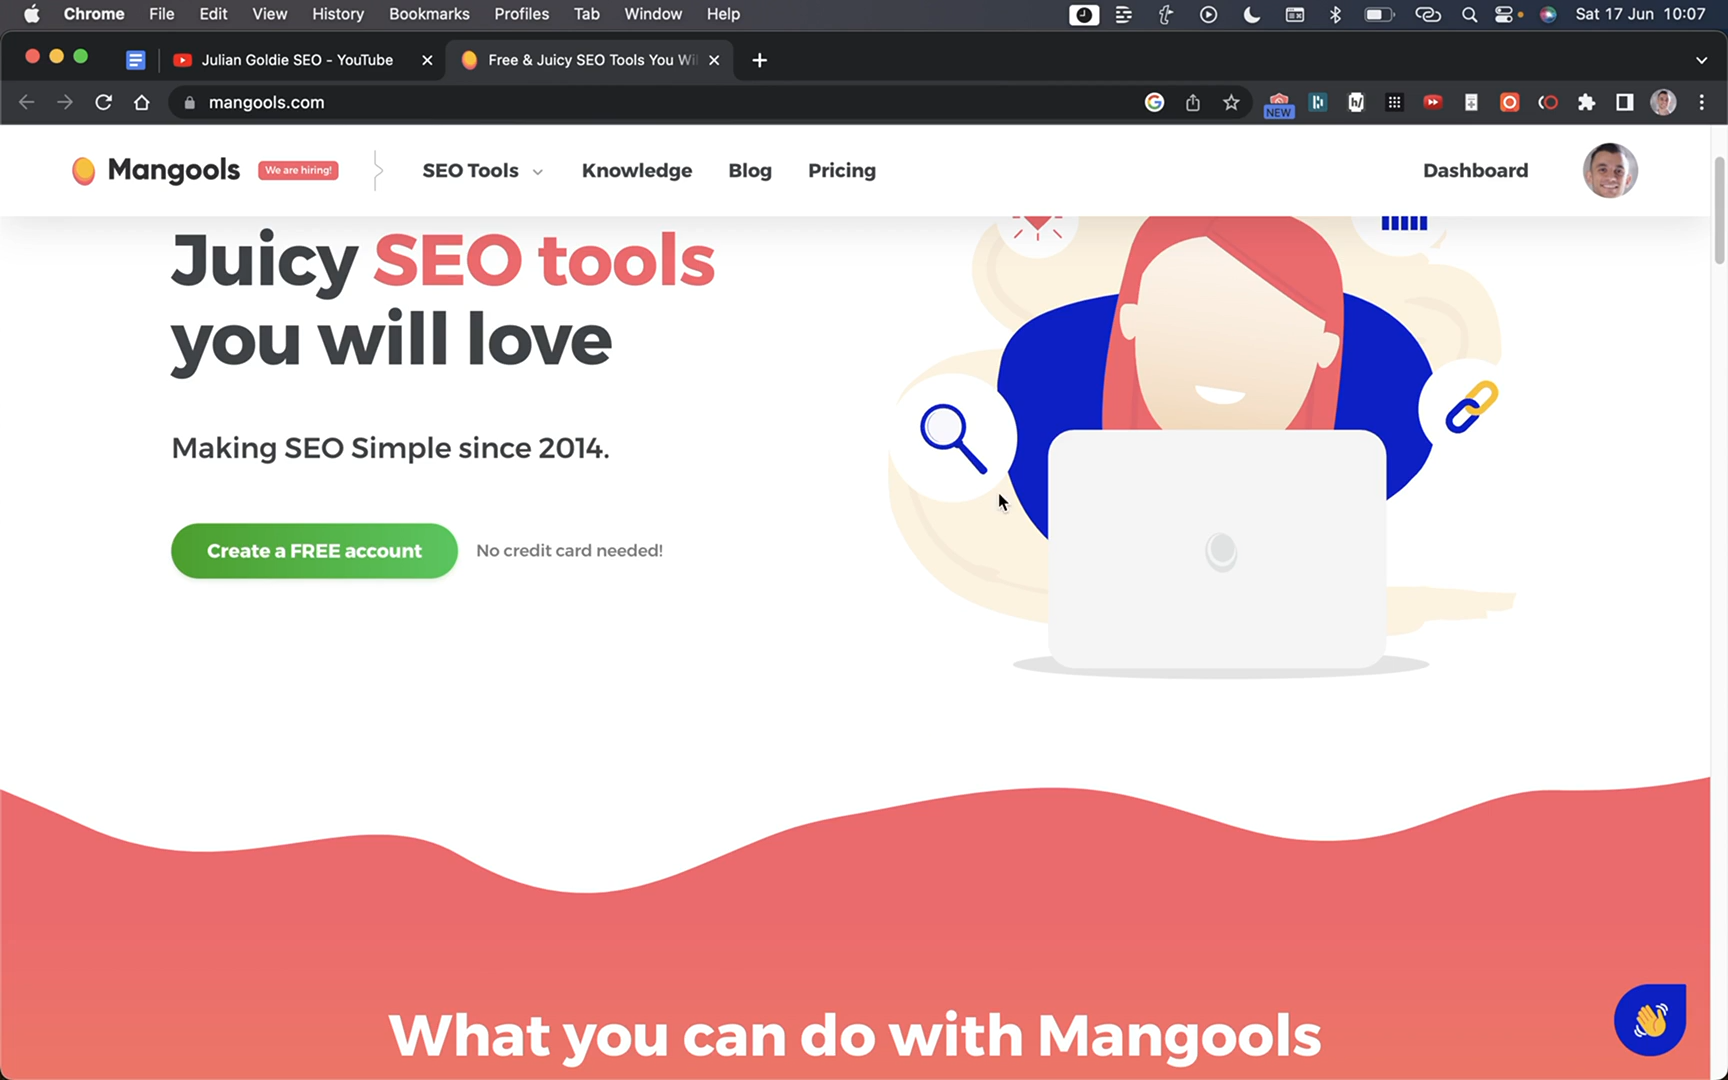 Chrome File Edit View History Bookmarks Profiles Tab Window Help Sat 17 Jun 10:07
Julian Goldie SEO - YouTube Free & Juicy SEO Tools You Wi
mangools.com NEW
Mangools We are hiring! SEO Tools Knowledge Blog Pricing Dashboard
Juicy SEO tools
you will love
Making SEO Simple since 2014.
Create a FREE account No credit card needed!
What you can do with Mangools